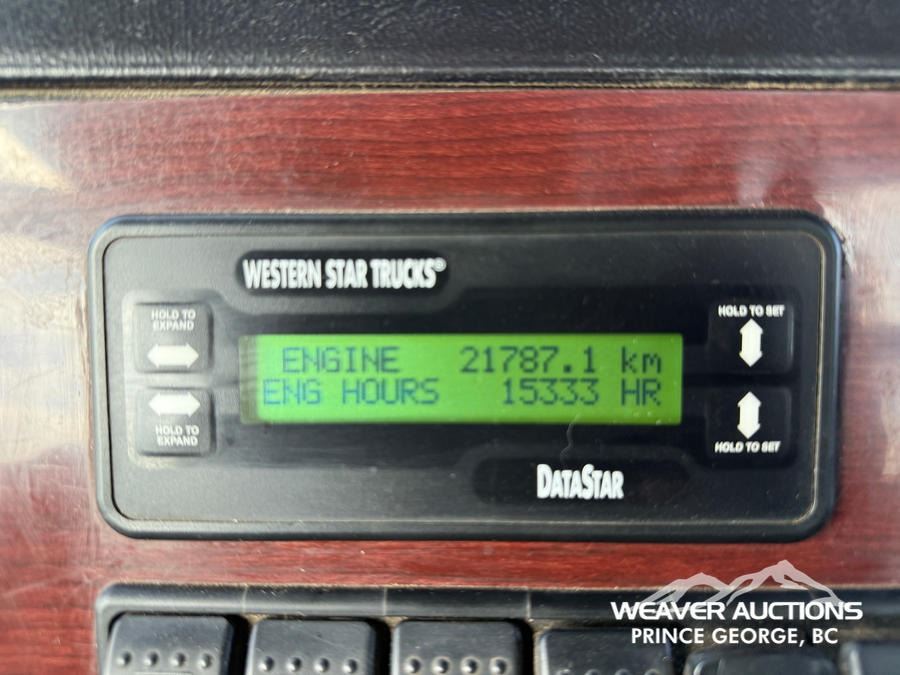 WESTERN STAR TRUCKS®
HOLD TO
EXPAND
HOLD TO SET
ENGINE 21787.1 km
ENG HOURS 15333 HR
HOLD TO
EXPAND
HOLD TO SET
DATASTAR
WEAVER AUCTIONS
PRINCE GEORGE, BC